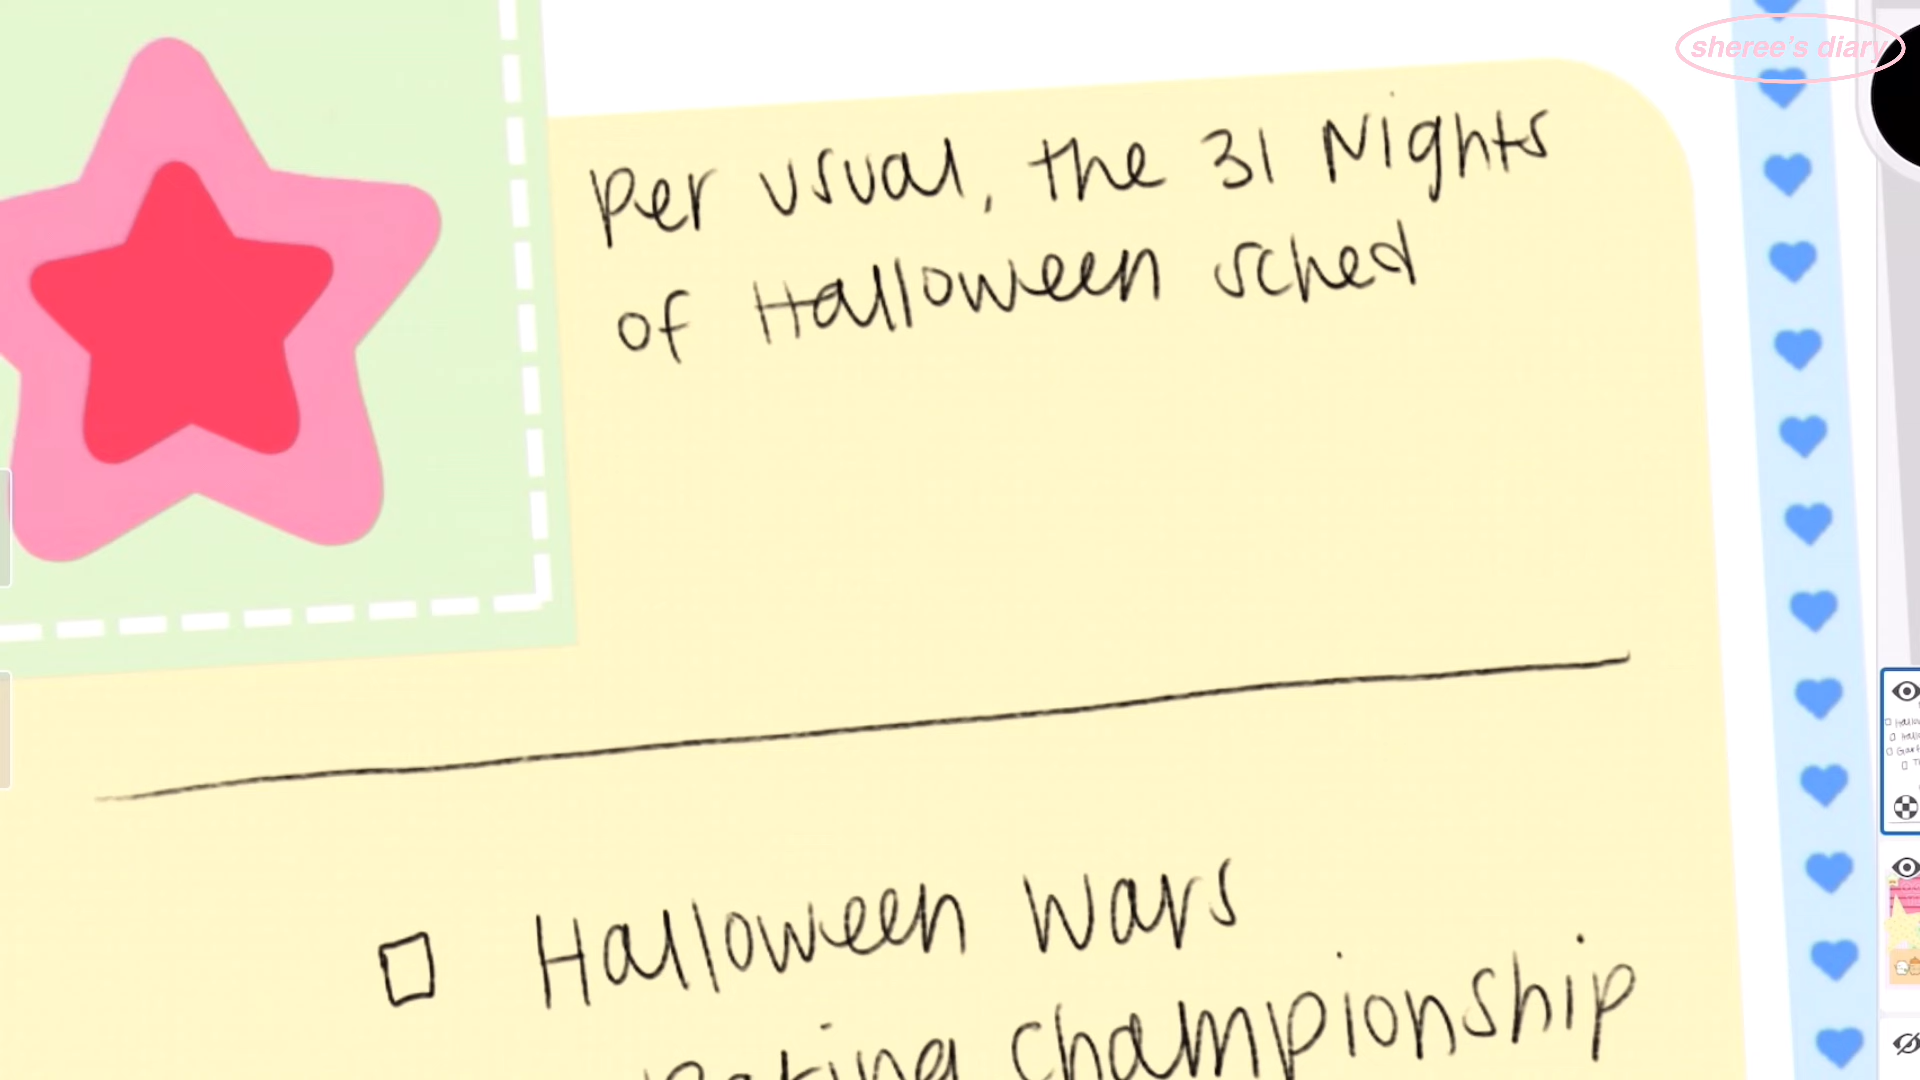 sheree's diary
Per usual, the 31 Nights
of Halloween sched
Halloween Wars
Championship